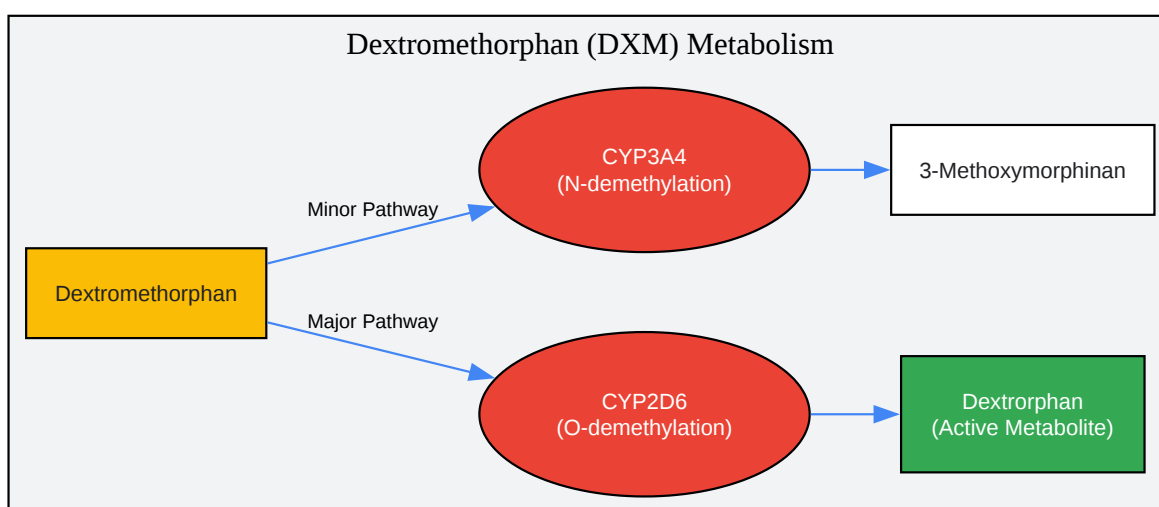 Dextromethorphan (DXM) Metabolism
CYP3A4
(N-demethylation)
3-Methoxymorphinan
Minor Pathway
Dextromethorphan
Major Pathway
CYP2D6
(O-demethylation)
Dextrorphan
(Active Metabolite)